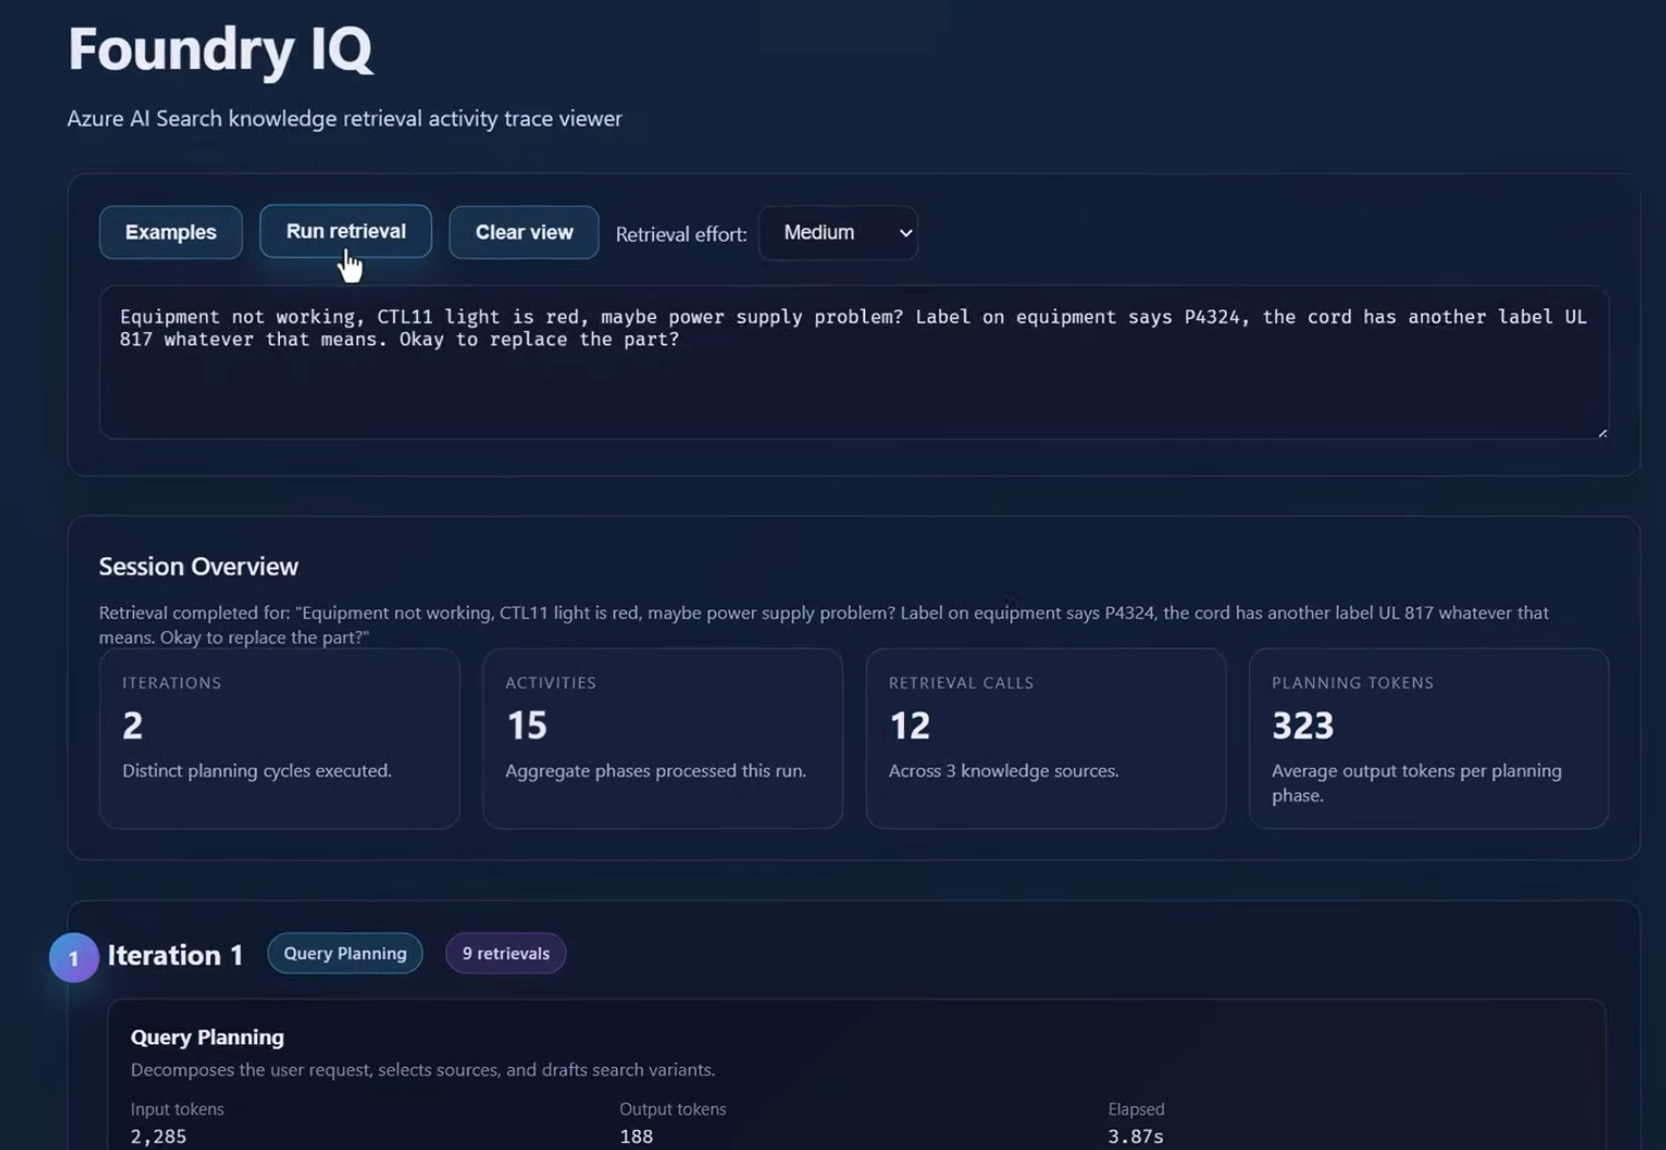 Foundry IQ
Azure AI Search knowledge retrieval activity trace viewer
Examples
Run retrieval
Clear view
Retrieval effort:
Medium
Equipment not working, CTL11 light is red, maybe power supply problem? Label on equipment says P4324, the cord has another label UL
817 whatever that means. Okay to replace the part?
Session Overview
Retrieval completed for: "Equipment not working, CTL11 light is red, maybe power supply problem? Label on equipment says P4324, the cord has another label UL 817 whatever that
means. Okay to replace the part?"
ITERATIONS
2
Distinct planning cycles executed.
ACTIVITIES
15
Aggregate phases processed this run.
RETRIEVAL CALLS
12
Across 3 knowledge sources.
PLANNING TOKENS
323
Average output tokens per planning
phase.
1
Iteration 1
Query Planning
9 retrievals
Query Planning
Decomposes the user request, selects sources, and drafts search variants.
Input tokens
2,285
Output tokens
188
Elapsed
3.87s